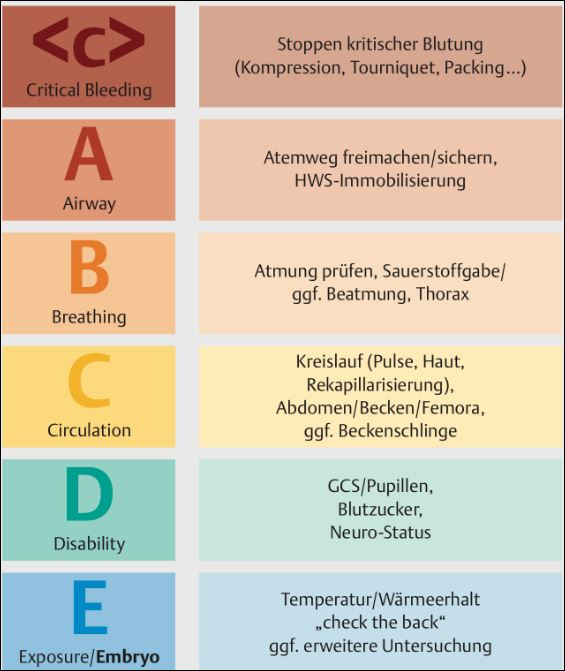 <c>
Critical Bleeding
Stoppen kritischer Blutung
(Kompression, Tourniquet, Packing...)
A
Airway
Atemweg freimachen/sichern,
HWS-Immobilisierung
B
Breathing
Atmung prüfen, Sauerstoffgabe/
ggf. Beatmung, Thorax
C
Circulation
Kreislauf (Pulse, Haut,
Rekapillarisierung),
Abdomen/Becken/Femora,
ggf. Beckenschlinge
D
Disability
GCS/Pupillen,
Blutzucker,
Neuro-Status
E
Exposure/Embryo
Temperatur/Wärmeerhalt
„check the back“
ggf. erweitere Untersuchung